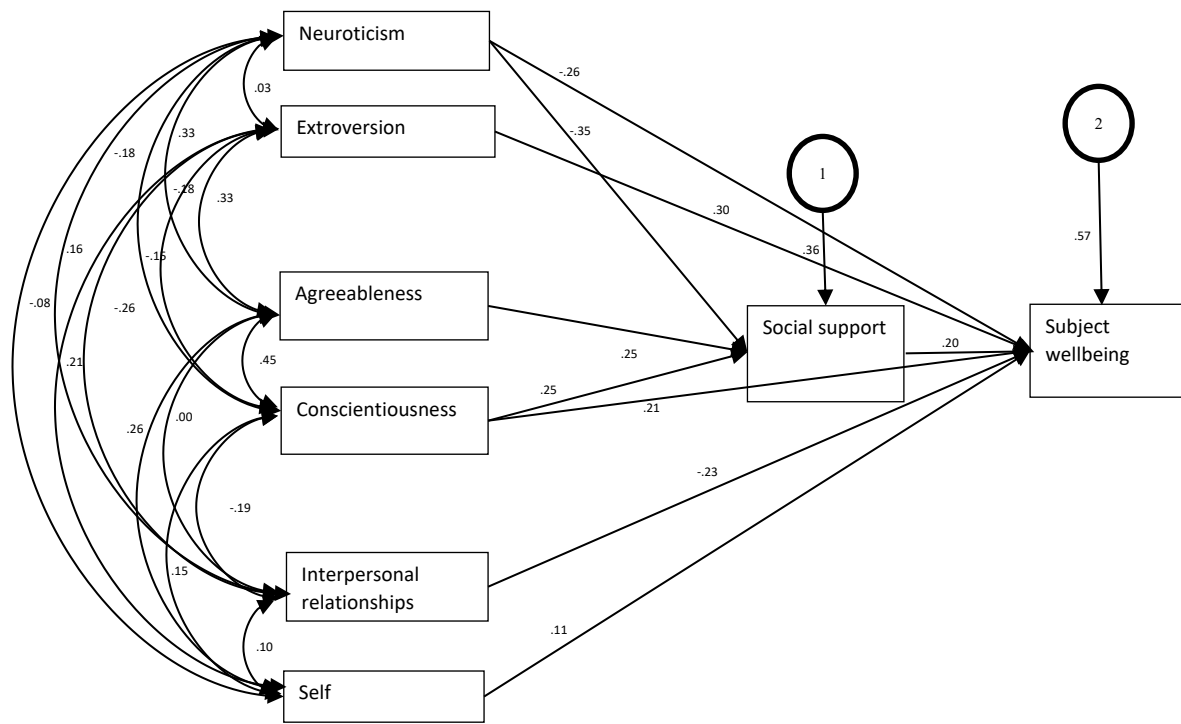 Neuroticism
-.26
.03
2
Extroversion
-.35
.33
-.18
1
-.18
.33
.30
.57
.36
.16
-.15
Agreeableness
-.08
-.26
Social support
Subject
wellbeing
.20
.21
.45
.25
.25
Conscientiousness
.21
.00
.26
-.23
-.19
Interpersonal
relationships
.15
.11
.10
Self